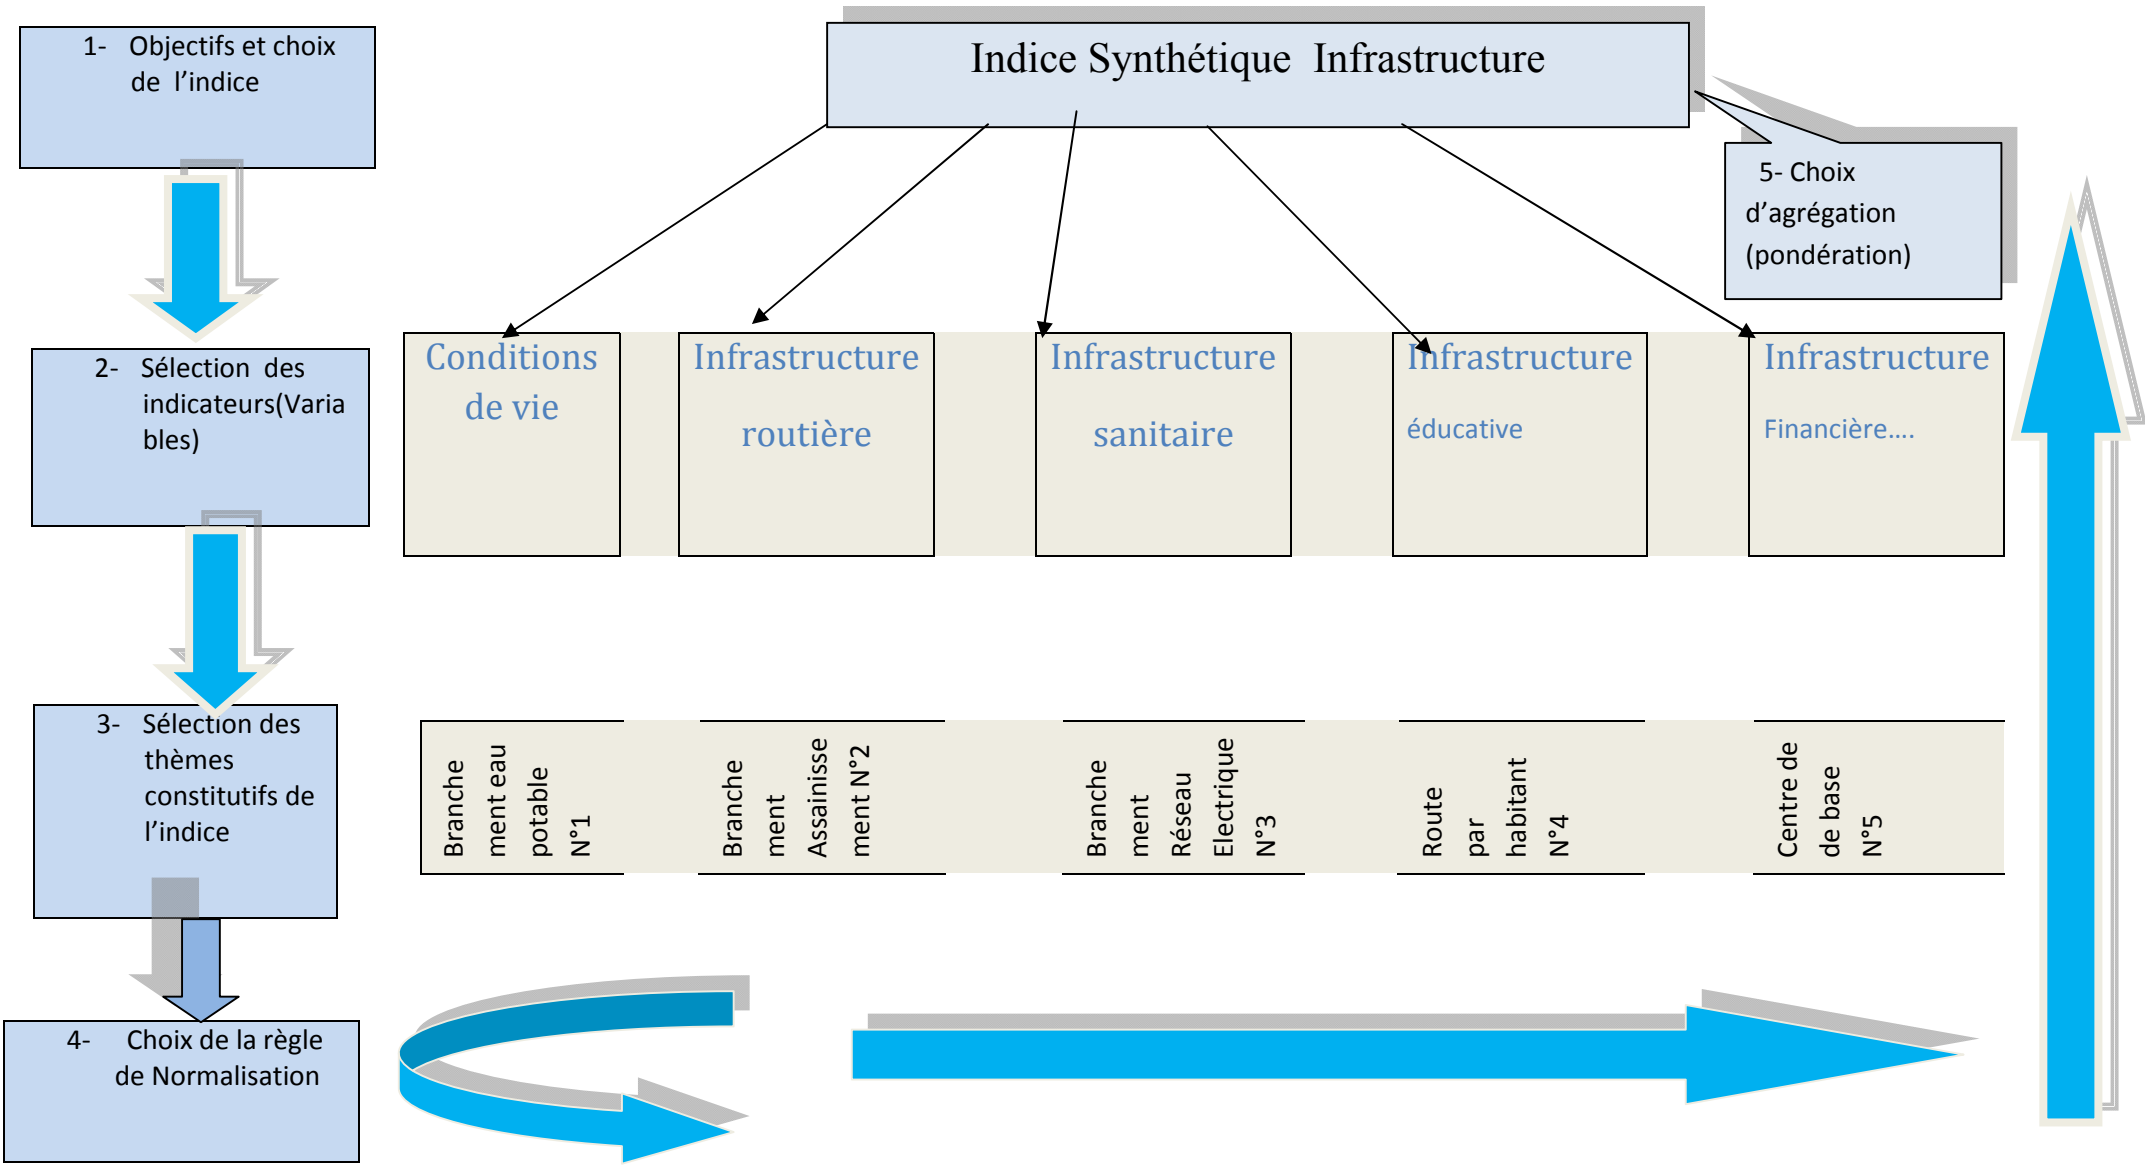 1- Objectifs et choix
de l’indice
Indice Synthétique Infrastructure
5- Choix
d’agrégation
(pondération)
2- Sélection des
indicateurs(Varia
bles)
Conditions
de vie
Infrastructure
routière
Infrastructure
sanitaire
Infrastructure
éducative
Infrastructure
Financière....
3- Sélection des
thèmes
constitutifs de
l’indice
Branche
ment eau
potable
N°1
Branche
ment
Assainisse
ment N°2
Branche
ment
Réseau
Electrique
N°3
Route
par
habitant
N°4
Centre de
de base
N°5
4- Choix de la règle
de Normalisation